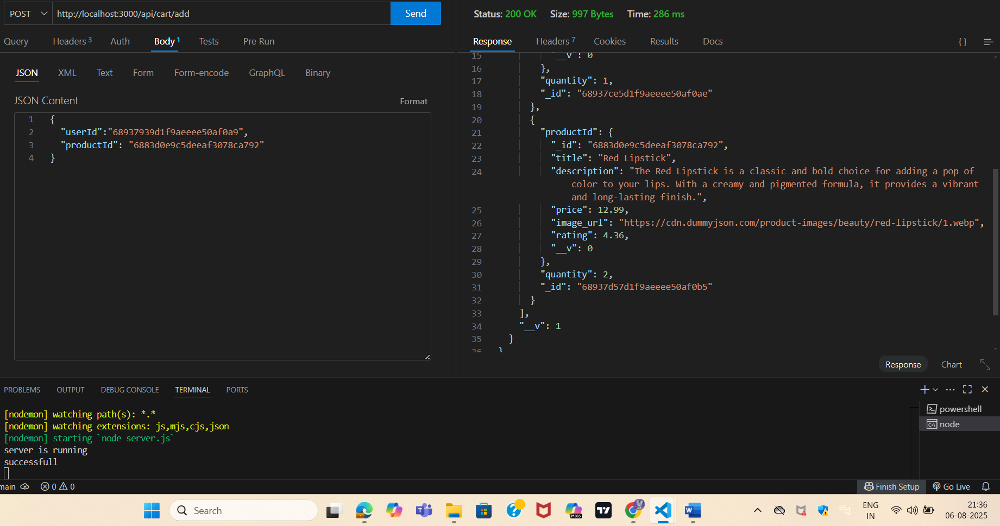 POST
http://localhost:3000/api/cart/add
Send
Query
Headers 3
Auth
Body 1
Tests
Pre Run
JSON
XML
Text
Form
Form-encode
GraphQL
Binary
JSON Content
Format
1 {
2 "userId":"68937939d1f9aeeee50af0a9",
3 "productId": "6883d0e9c5deeaf3078ca792"
4 }
Status: 200 OK
Size: 997 Bytes
Time: 286 ms
Response
Headers 7
Cookies
Results
Docs
{}
15 "__v": 0
16 },
17 "quantity": 1,
18 "_id": "68937ce5d1f9aeeee50af0ae"
19 },
20 {
21 "productId": {
22 "_id": "6883d0e9c5deeaf3078ca792",
23 "title": "Red Lipstick",
24 "description": "The Red Lipstick is a classic and bold choice for adding a pop of
color to your lips. With a creamy and pigmented formula, it provides a vibrant
and long-lasting finish.",
25 "price": 12.99,
26 "image_url": "https://cdn.dummyjson.com/product-images/beauty/red-lipstick/1.webp",
27 "rating": 4.36,
28 "__v": 0
29 },
30 "quantity": 2,
31 "_id": "68937d57d1f9aeeee50af0b5"
32 }
33 ],
34 "__v": 1
35 }
36 }
Response
Chart
PROBLEMS
OUTPUT
DEBUG CONSOLE
TERMINAL
PORTS
[nodemon] watching path(s): *.*
[nodemon] watching extensions: js,mjs,cjs,json
[nodemon] starting `node server.js`
server is running
successfull
powershell
node
main
0
0
Finish Setup
Go Live
Search
M365
ENG
IN
21:36
06-08-2025